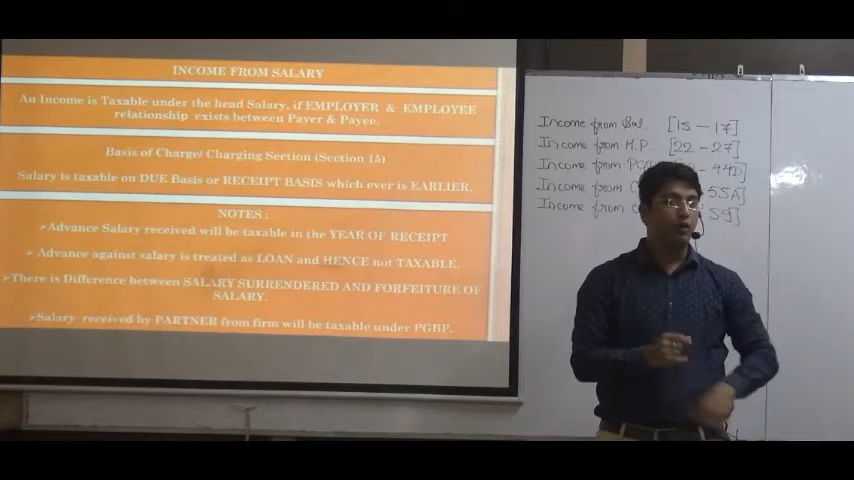 INCOME FROM SALARY
An Income is Taxable under the head Salary, if EMPLOYER & EMPLOYEE
relationship exists between Payer & Payee.
Basis of Charge/ Charging Section (Section 15)
Salary is taxable on DUE Basis or RECEIPT BASIS which ever is EARLIER.
NOTES :
➢Advance Salary received will be taxable in the YEAR OF RECEIPT
➢Advance against salary is treated as LOAN and HENCE not TAXABLE.
➢There is Difference between SALARY SURRENDERED AND FORFEITURE OF
SALARY.
➢Salary received by PARTNER from firm will be taxable under PGBP.
Income from Sal. [15 – 17]
Income from H.P. [22 – 27]
Income from – 44D]
Income from 55A]
Income from 59]